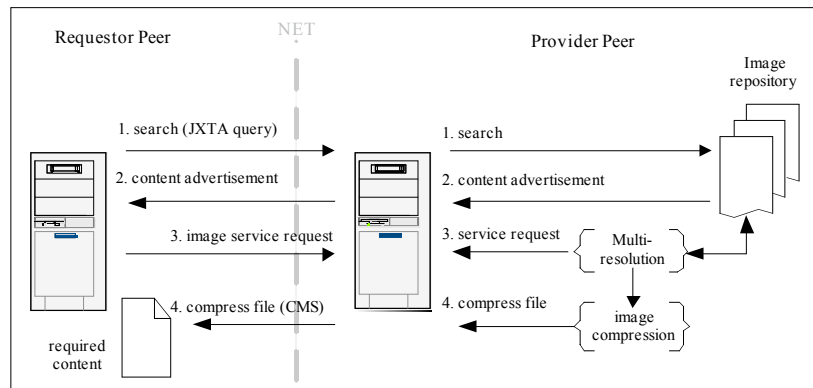 Requestor Peer
NET
Provider Peer
Image
repository
1. search (JXTA query)
1. search
2. content advertisement
2. content advertisement
3. image service request
3. service request
Multi-
resolution
4. compress file (CMS)
4. compress file
image
compression
required
content